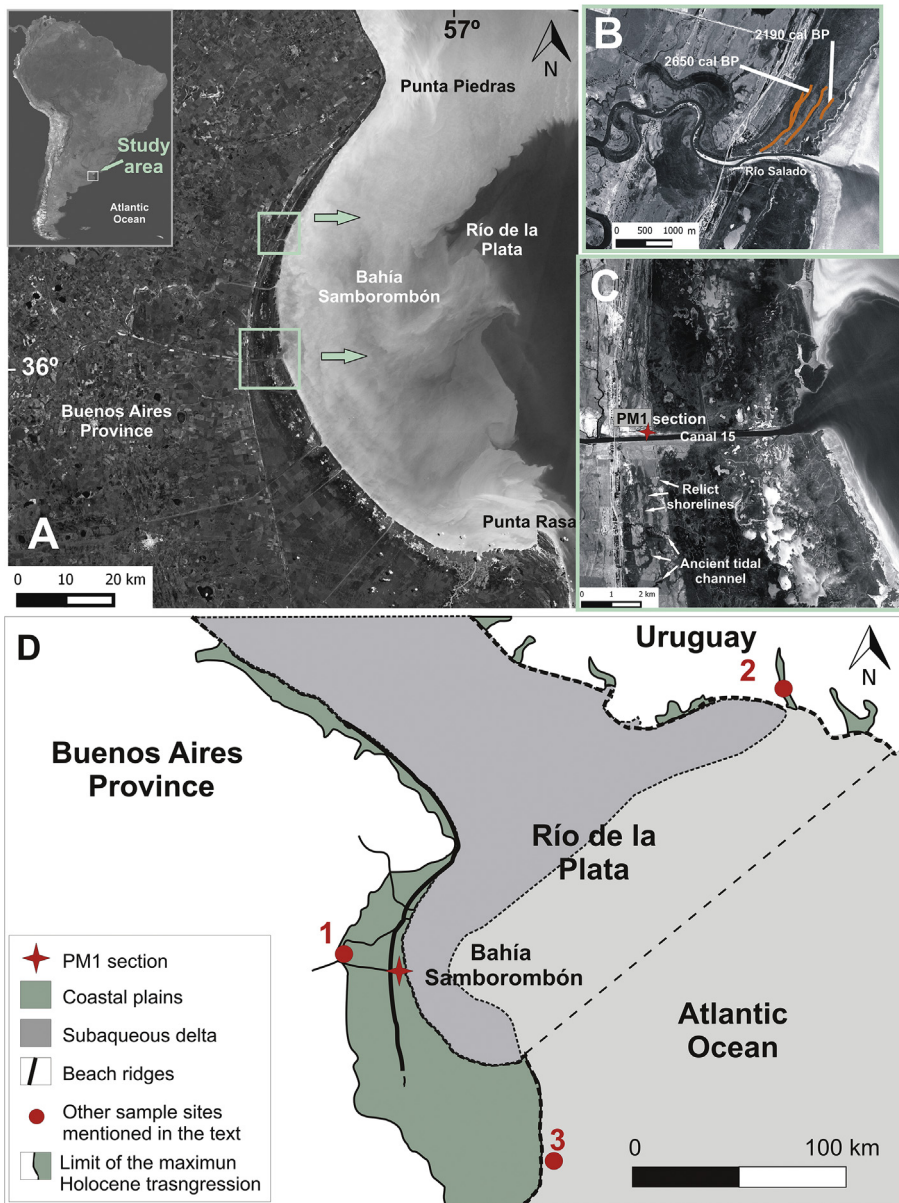 57º
N
Punta Piedras
Study
area
Atlantic
Ocean
Río de la
Plata
Bahía
Samborombón
36º
Buenos Aires
Province
Punta Rasa
A
0 10 20 km
B
2190 cal BP
2650 cal BP
Río Salado
0 500 1000 m
C
PM1 section
Canal 15
Relict
shorelines
Ancient tidal
channel
0 1 2 km
D
Uruguay
N
2
Buenos Aires
Province
Río de la
Plata
1
Bahía
Samborombón
Atlantic
Ocean
3
PM1 section
Coastal plains
Subaqueous delta
Beach ridges
Other sample sites
mentioned in the text
Limit of the maximun
Holocene trasngression
0 100 km